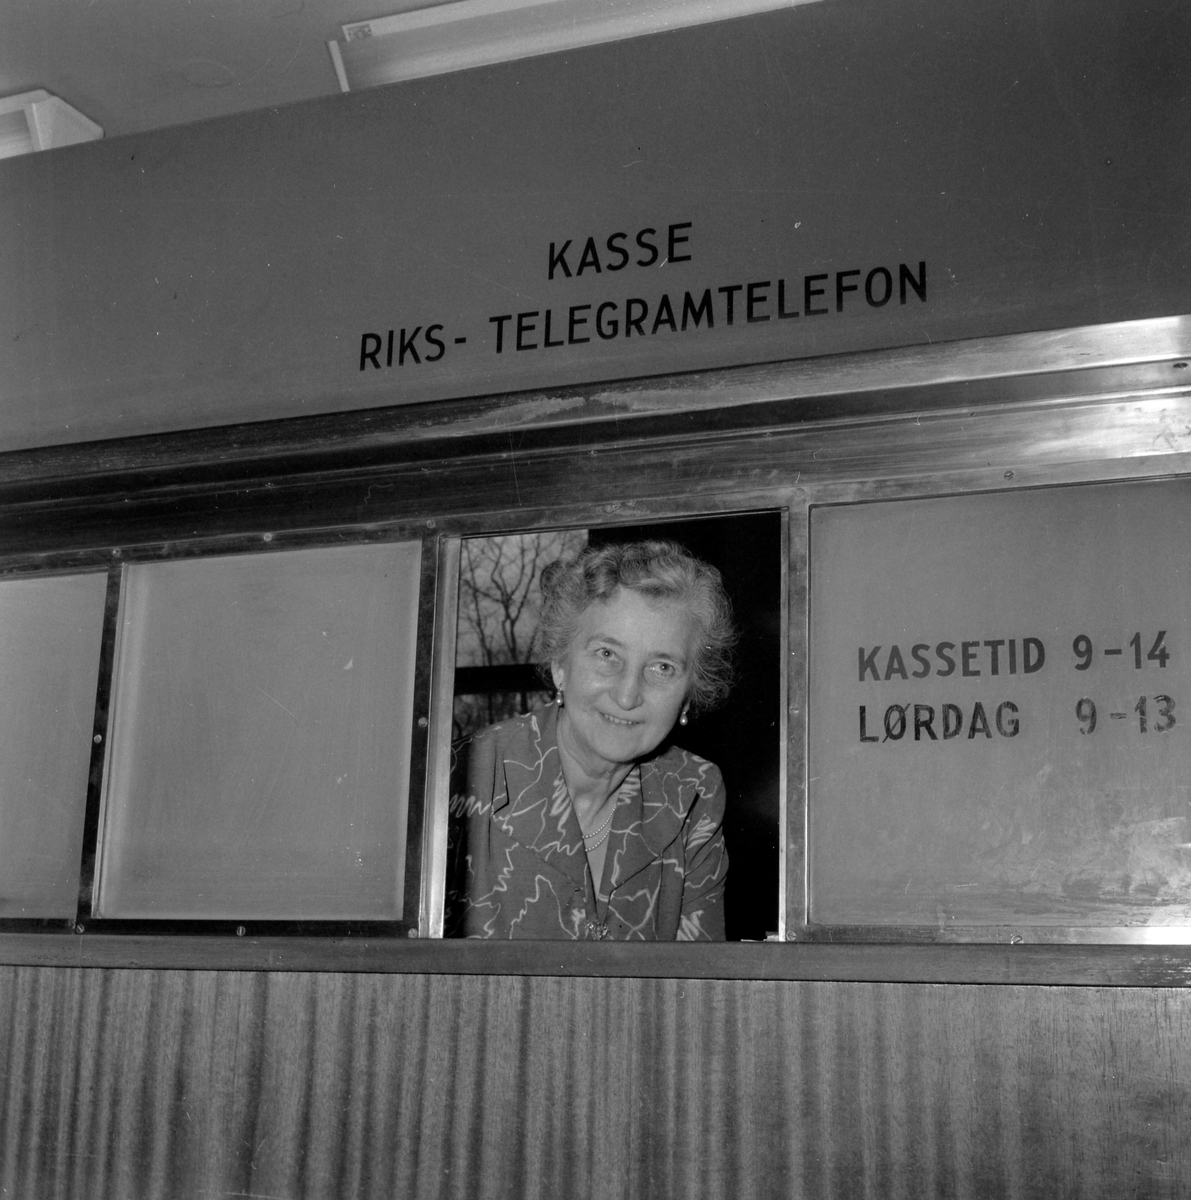 KASSE
RIKS- TELEGRAMTELEFON
KASSETID 9-14
LØRDAG 9-13